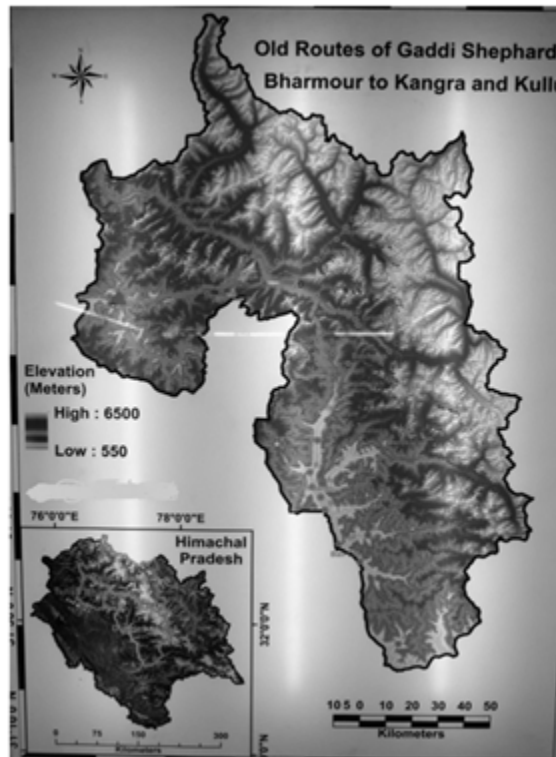 Old Routes of Gaddi Shephard
Bharmour to Kangra and Kullu
Elevation
(Meters)
High : 6500
Low : 550
76°0'0"E
78°0'0"E
Himachal
Pradesh
32°0'0"N
0 75 150 300
Kilometers
10 5 0 10 20 30 40 50
Kilometers